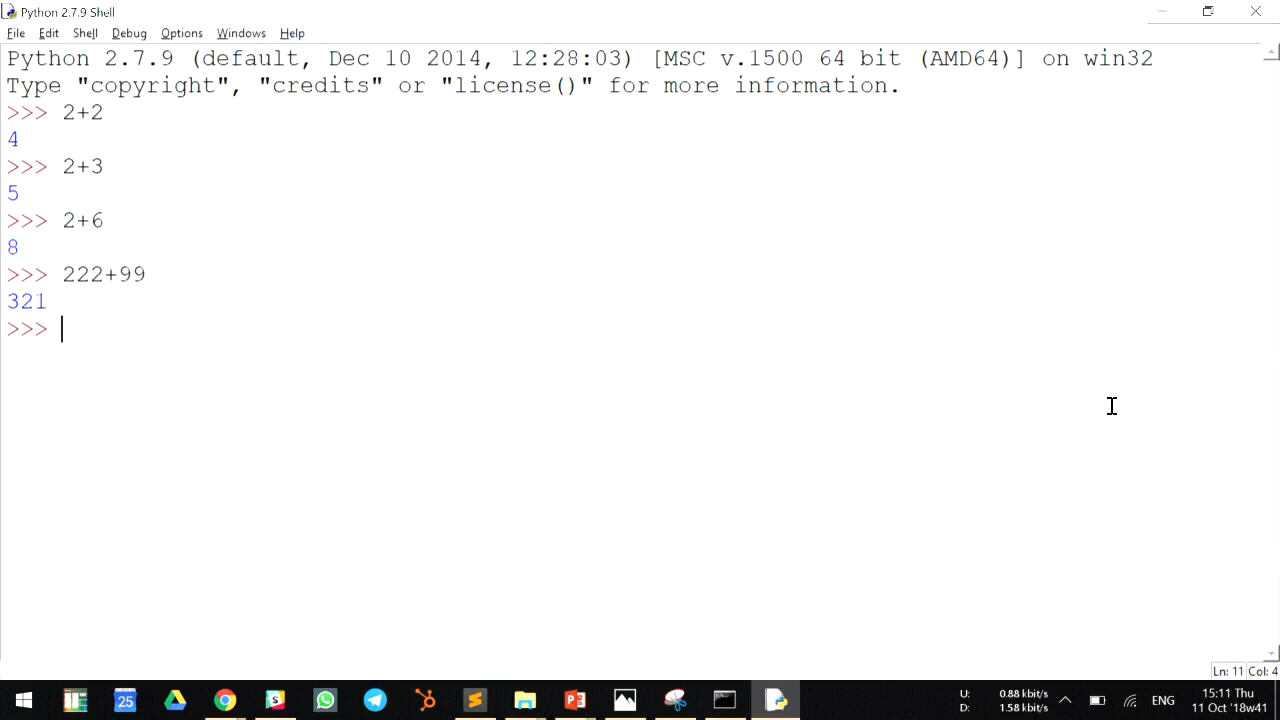 Python 2.7.9 Shell
File Edit Shell Debug Options Windows Help
Python 2.7.9 (default, Dec 10 2014, 12:28:03) [MSC v.1500 64 bit (AMD64)] on win32
Type "copyright", "credits" or "license()" for more information.
>>> 2+2
4
>>> 2+3
5
>>> 2+6
8
>>> 222+99
321
>>>
Ln: 11 Col: 4
25
U: 0.88 kbit/s
D: 1.58 kbit/s
ENG
15:11 Thu
11 Oct '18w41